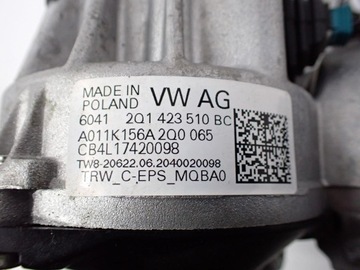 MADE IN
POLAND VW AG
6041 2Q1 423 510 BC
A011K156A 2Q0 065
CB4L17420098
TW8-20622.06.2040020098
TRW_C-EPS_MQBA0